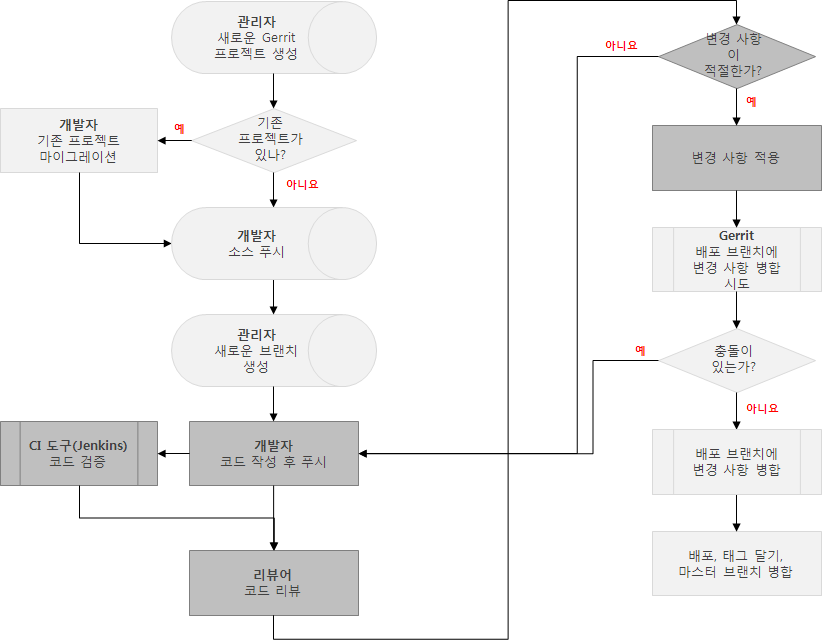 관리자
새로운 Gerrit
프로젝트 생성
기존
프로젝트가
있나?
예
개발자
기존 프로젝트
마이그레이션
아니요
개발자
소스 푸시
관리자
새로운 브랜치
생성
CI 도구(Jenkins)
코드 검증
개발자
코드 작성 후 푸시
리뷰어
코드 리뷰
변경 사항
이
적절한가?
아니요
예
변경 사항 적용
Gerrit
배포 브랜치에
변경 사항 병합
시도
충돌이
있는가?
예
아니요
배포 브랜치에
변경 사항 병합
배포, 태그 달기,
마스터 브랜치 병합